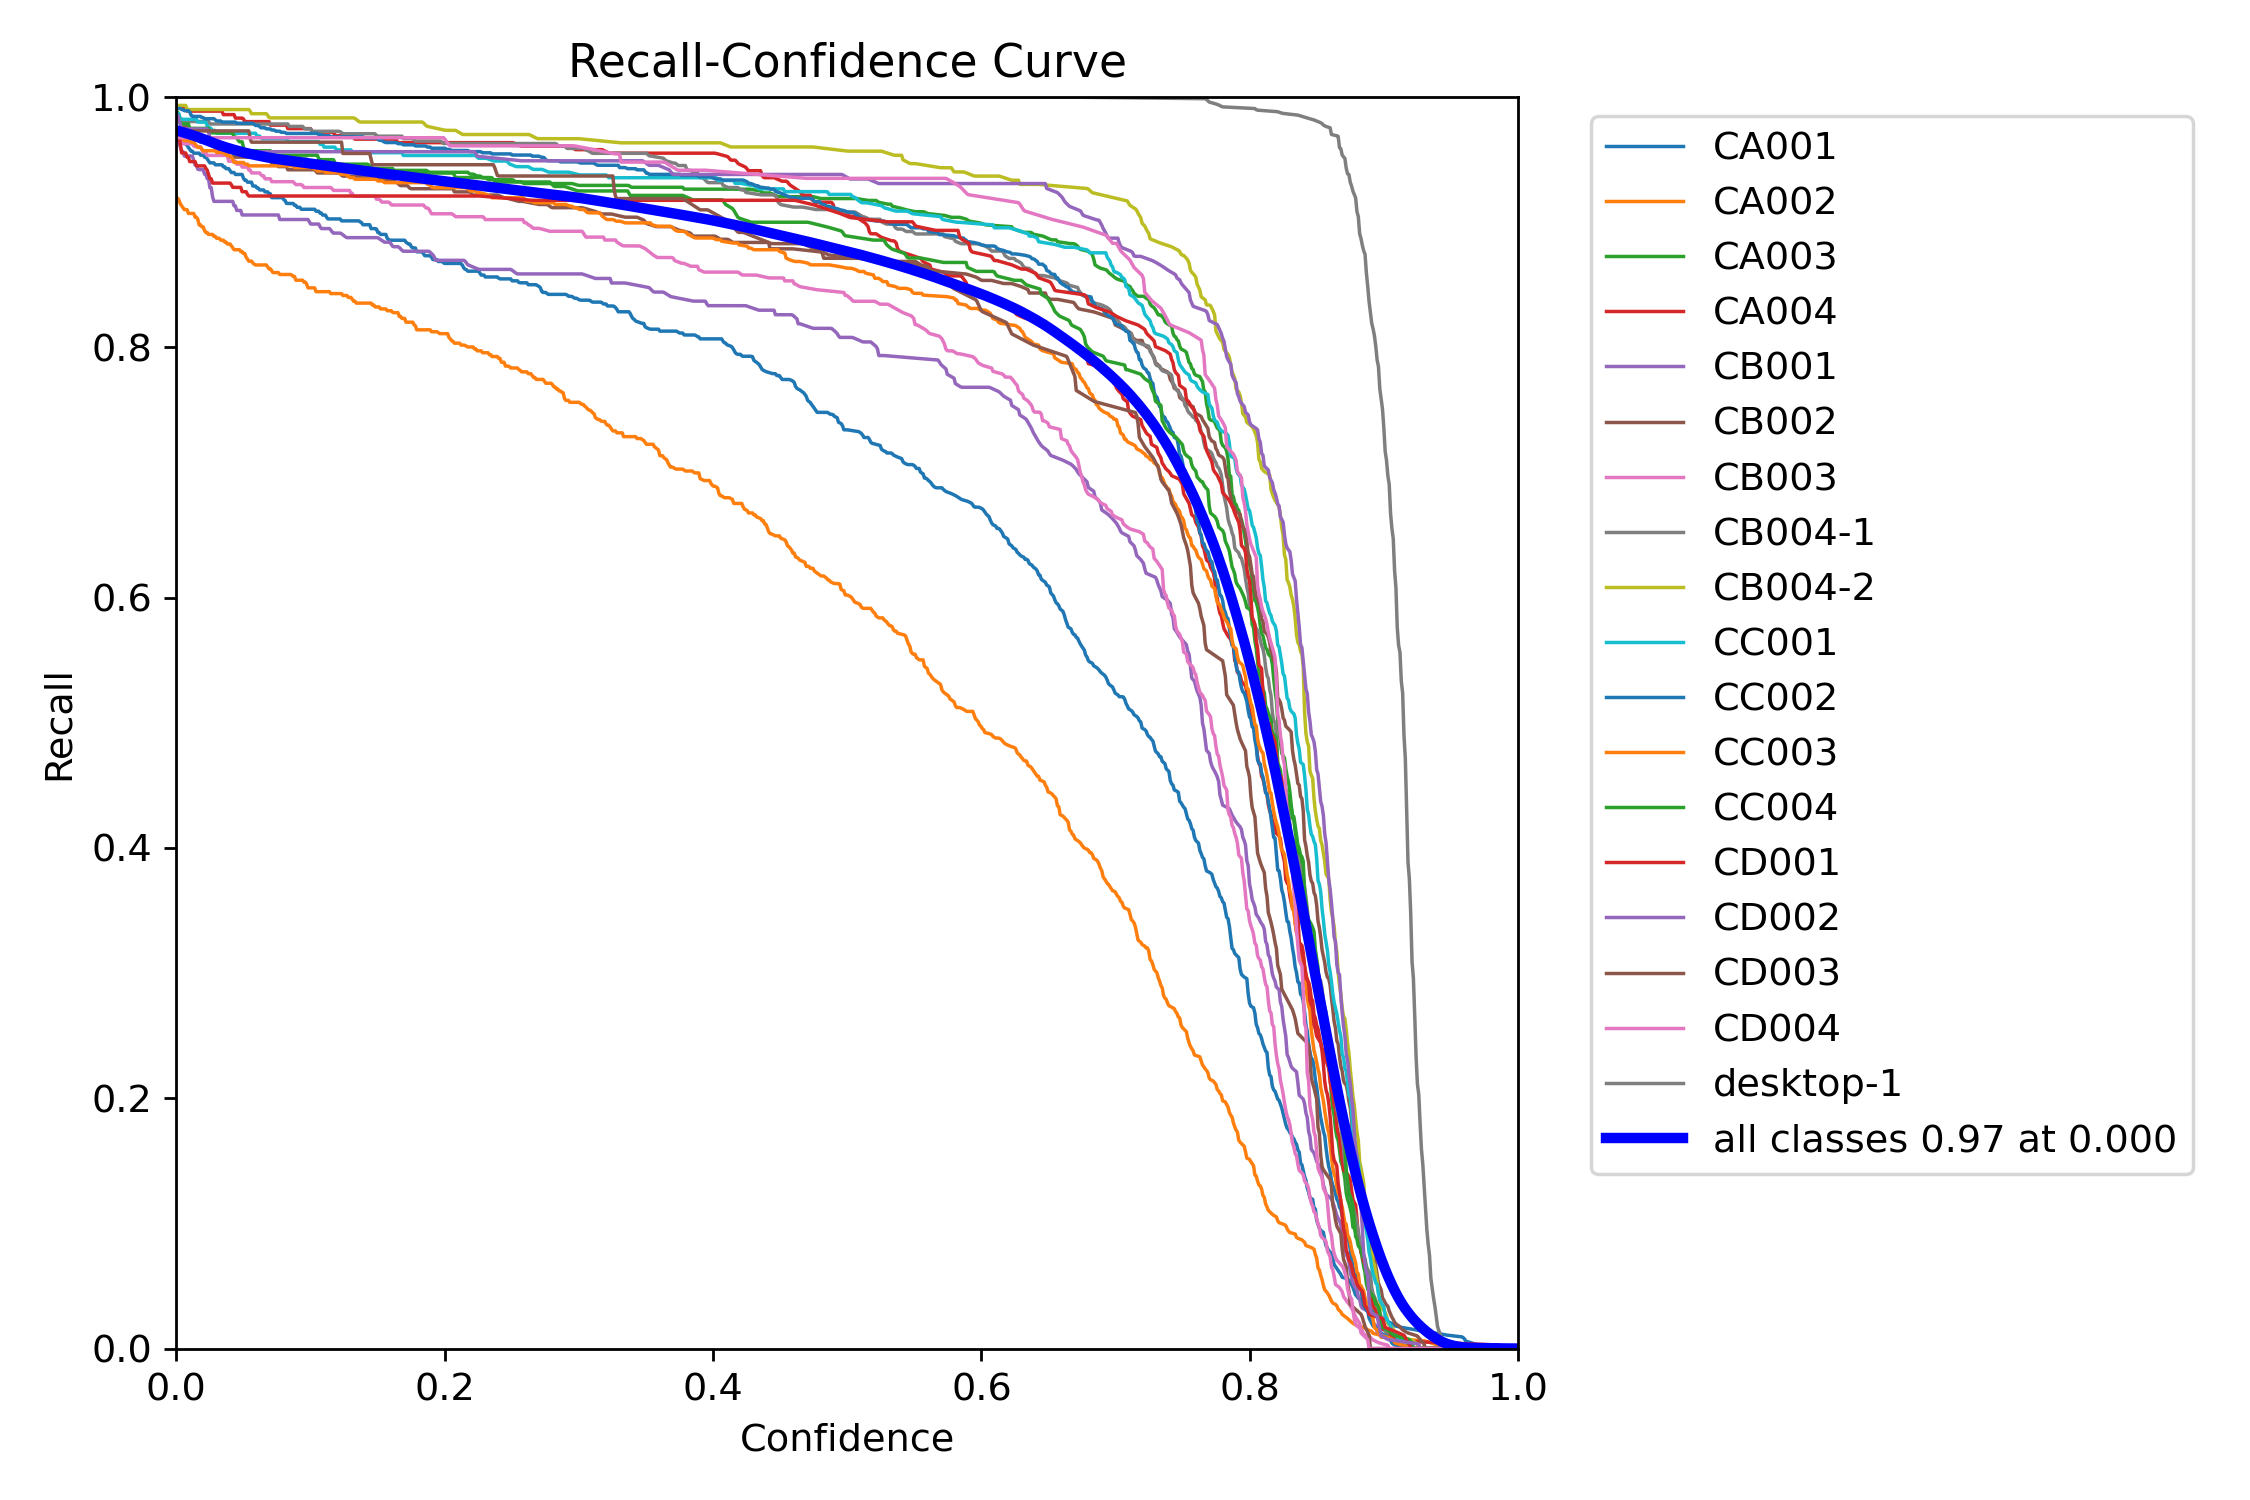 Recall-Confidence Curve
1.0
0.8
0.6
0.4
0.2
0.0
Recall
0.0 0.2 0.4 0.6 0.8 1.0
Confidence
CA001
CA002
CA003
CA004
CB001
CB002
CB003
CB004-1
CB004-2
CC001
CC002
CC003
CC004
CD001
CD002
CD003
CD004
desktop-1
all classes 0.97 at 0.000